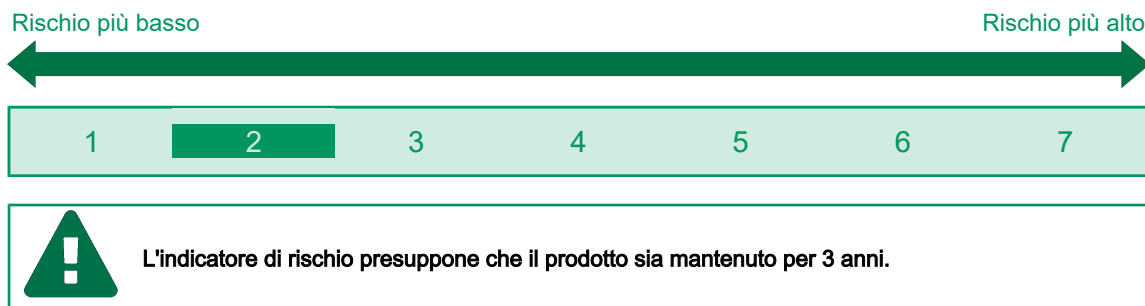 Rischio più basso Rischio più alto
1 2 3 4 5 6 7
L'indicatore di rischio presuppone che il prodotto sia mantenuto per 3 anni.